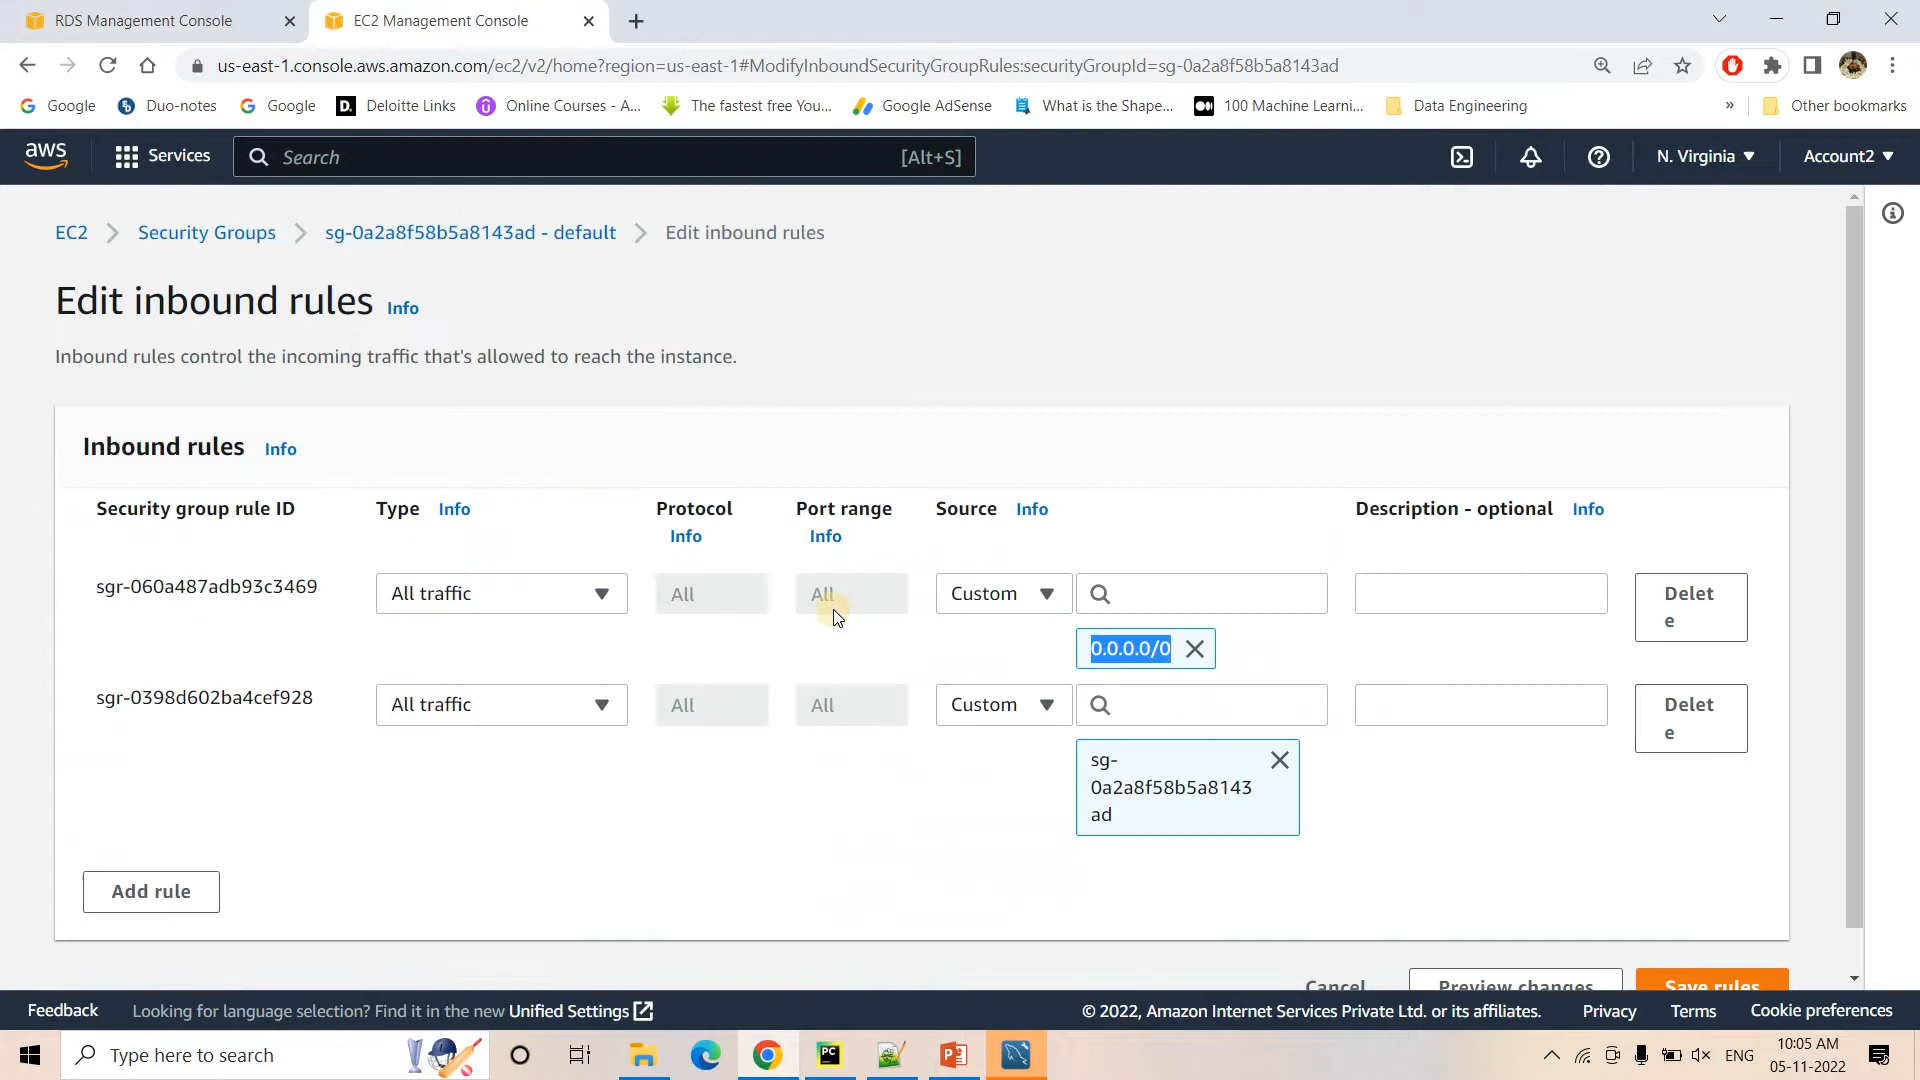 RDS Management Console
EC2 Management Console
us-east-1.console.aws.amazon.com/ec2/v2/home?region=us-east-1#ModifyInboundSecurityGroupRules:securityGroupId=sg-0a2a8f58b5a8143ad
Google Duo-notes Google Deloitte Links Online Courses - A... The fastest free You... Google AdSense What is the Shape... 100 Machine Learni... Data Engineering » Other bookmarks
aws Services Search [Alt+S] N. Virginia Account2
EC2 Security Groups sg-0a2a8f58b5a8143ad - default Edit inbound rules
Edit inbound rules Info
Inbound rules control the incoming traffic that's allowed to reach the instance.
Inbound rules Info
Security group rule ID Type Info Protocol Info Port range Info Source Info Description - optional Info
sgr-060a487adb93c3469 All traffic All All Custom Delet
e
0.0.0.0/0
sgr-0398d602ba4cef928 All traffic All All Custom Delet
e
sg-
0a2a8f58b5a8143
ad
Add rule
Cancel Preview changes Save rules
Feedback Looking for language selection? Find it in the new Unified Settings © 2022, Amazon Internet Services Private Ltd. or its affiliates. Privacy Terms Cookie preferences
Type here to search PC ENG 10:05 AM
05-11-2022